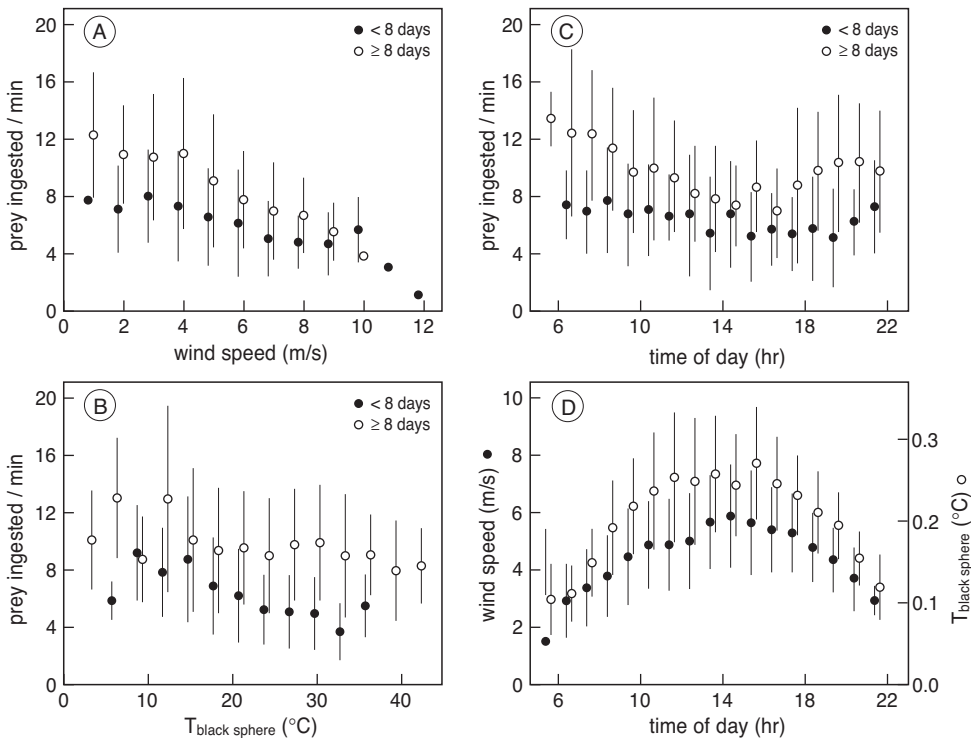 A
< 8 days
≥ 8 days
20
16
12
8
4
0
prey ingested / min
0 2 4 6 8 10 12
wind speed (m/s)
C
< 8 days
≥ 8 days
20
16
12
8
4
0
prey ingested / min
6 10 14 18 22
time of day (hr)
B
< 8 days
≥ 8 days
20
16
12
8
4
0
prey ingested / min
0 10 20 30 40
T black sphere (°C)
D
10
8
6
4
2
0
wind speed (m/s)
0.3
0.2
0.1
0.0
T black sphere (°C)
6 10 14 18 22
time of day (hr)